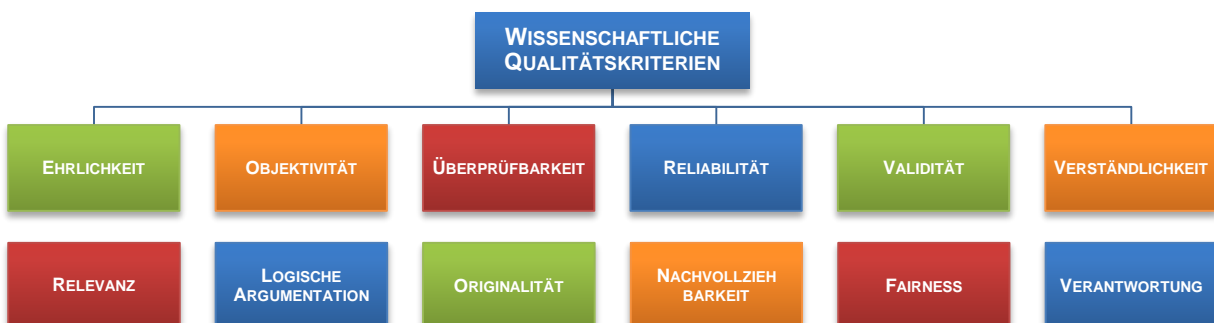 WISSENSCHAFTLICHE
QUALITÄTSKRITERIEN
EHRLICHKEIT
OBJEKTIVITÄT
ÜBERPRÜFBARKEIT
RELIABILITÄT
VALIDITÄT
VERSTÄNDLICHKEIT
RELEVANZ
LOGISCHE
ARGUMENTATION
ORIGINALITÄT
NACHVOLLZIEH
BARKEIT
FAIRNESS
VERANTWORTUNG